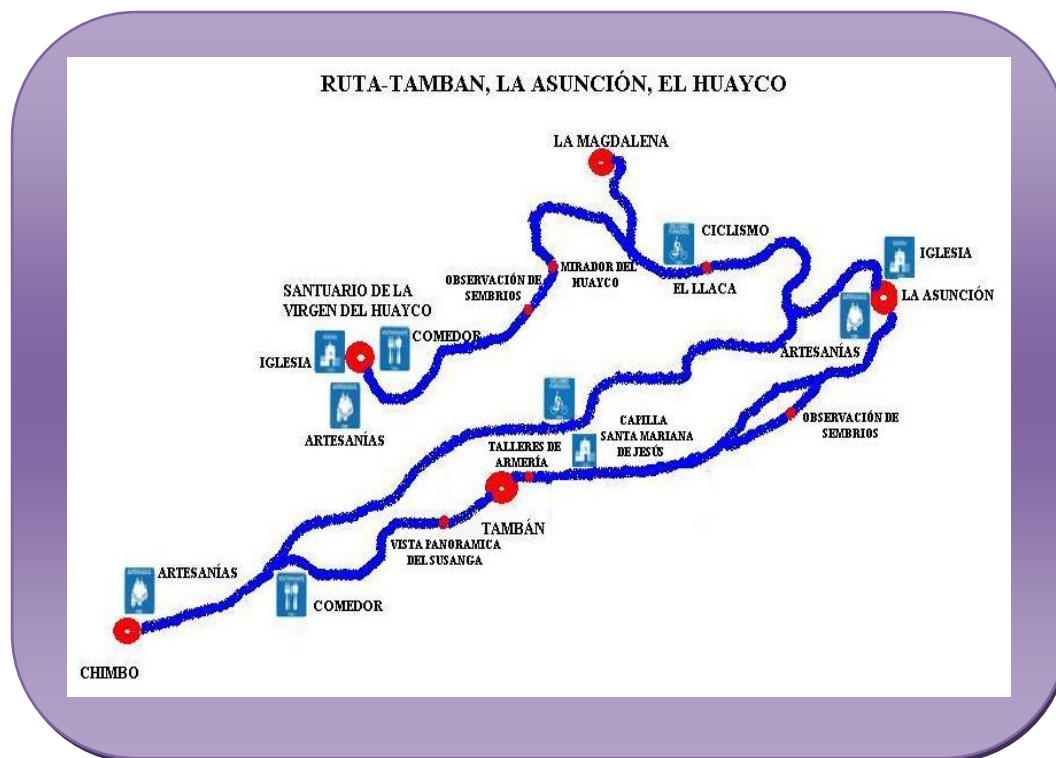 RUTA-TAMBAN, LA ASUNCIÓN, EL HUAYCO
LA MAGDALENA
CICLISMO
IGLESIA
MIRADOR DEL
HUAYCO
EL LLACA
LA ASUNCIÓN
OBSERVACIÓN DE
SEMBRIOS
SANTUARIO DE LA
VIRGEN DEL HUAYCO
COMEDOR
IGLESIA
ARTESANÍAS
ARTESANÍAS
OBSERVACIÓN DE
SEMBRIOS
CAPILLA
SANTA MARIANA
DE JESÚS
TALLERES DE
ARMERÍA
TAMBÁN
VISTA PANORAMICA
DEL SUSANGA
ARTESANÍAS
COMEDOR
CHIMBO